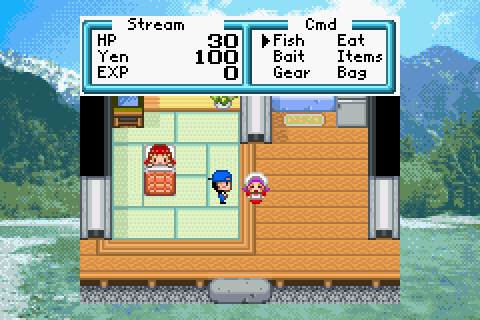 Stream
HP 30
Yen 100
EXP 0
Cmd
Fish Eat
Bait Items
Gear Bag